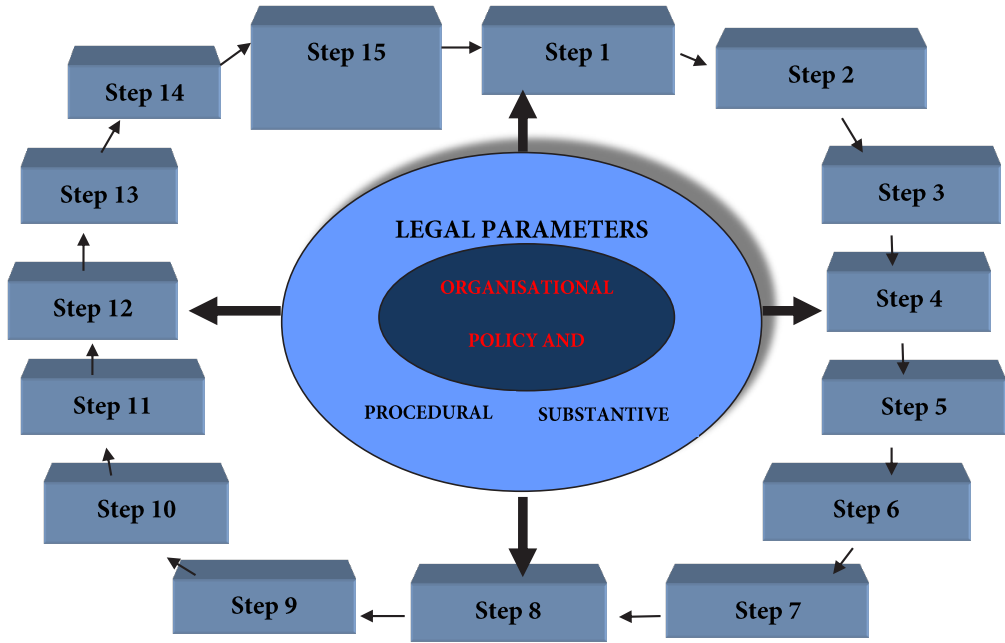 Step 1
Step 2
Step 3
Step 4
Step 5
Step 6
Step 7
Step 8
Step 9
Step 10
Step 11
Step 12
Step 13
Step 14
Step 15
LEGAL PARAMETERS
ORGANISATIONAL
POLICY AND
PROCEDURAL SUBSTANTIVE